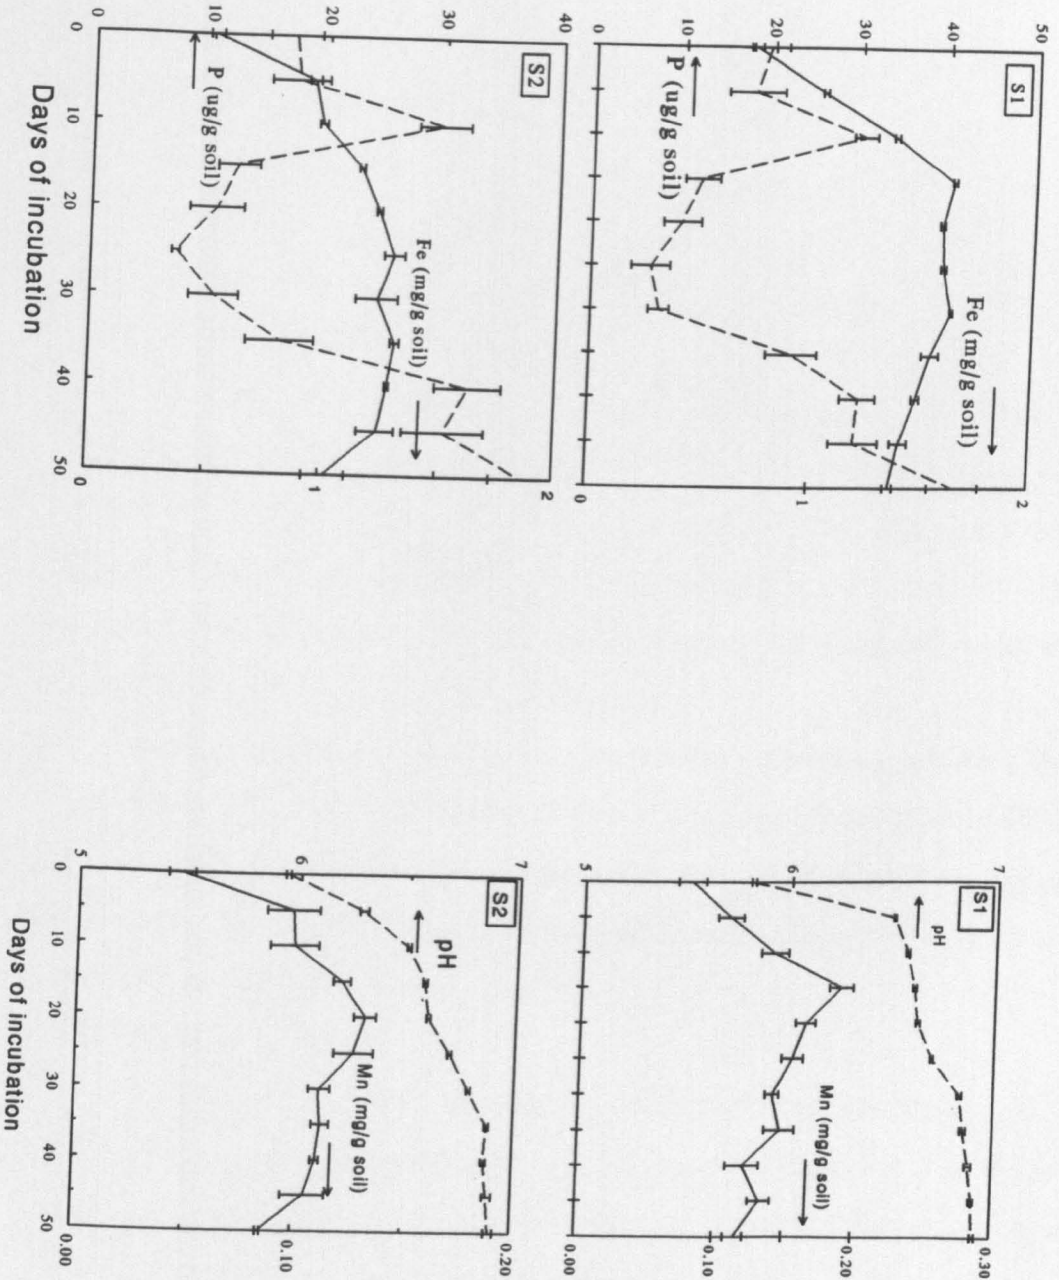 50
40
30
20
10
0
S1
Fe (mg/g soil)
P (ug/g soil)
2
1
0
40
30
20
10
0
S2
Fe (mg/g soil)
P (ug/g soil)
2
1
0
0 10 20 30 40 50
Days of incubation
7
6
5
S1
pH
Mn (mg/g soil)
0.30
0.20
0.10
0.00
7
6
5
S2
pH
Mn (mg/g soil)
0.20
0.10
0.00
0 10 20 30 40 50
Days of incubation